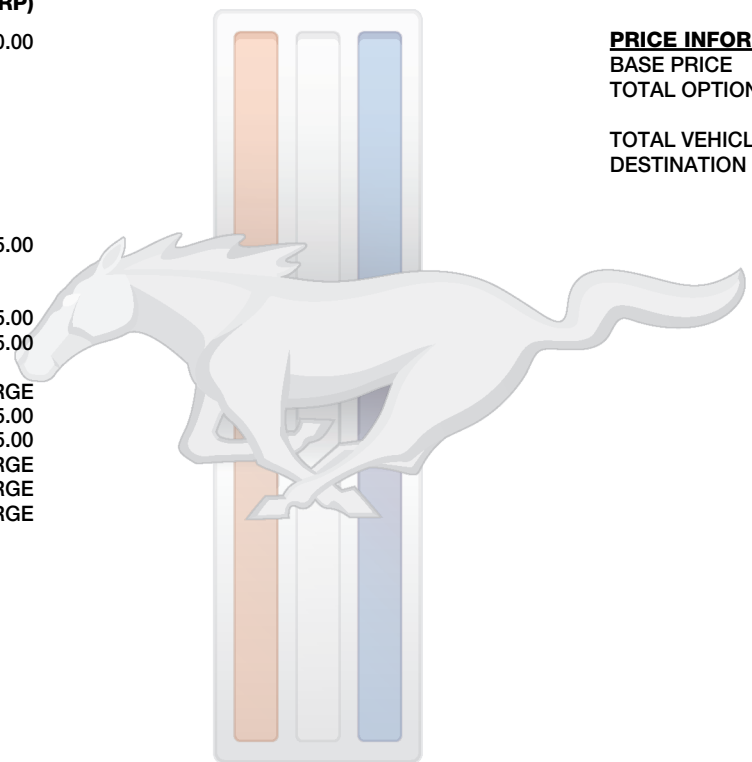 RP)
0.00
5.00
5.00
5.00
RGE
5.00
5.00
RGE
RGE
RGE
PRICE INFOR
BASE PRICE
TOTAL OPTION
TOTAL VEHICL
DESTINATION